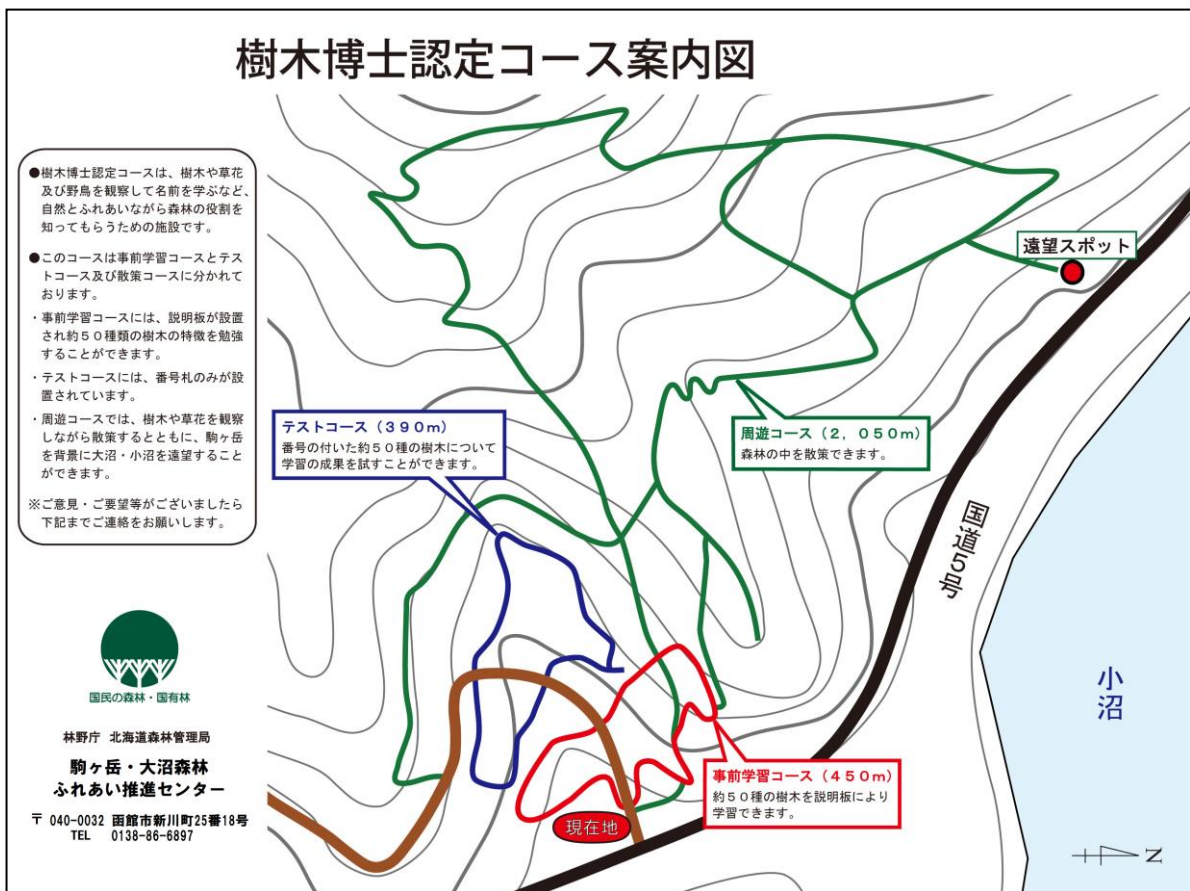 樹木博士認定コース案内図
●樹木博士認定コースは、樹木や草花
及び野鳥を観察して名前を学ぶなど、
自然とふれあいながら森林の役割を
知ってもらうための施設です。
●このコースは事前学習コースとテス
トコース及び散策コースに分かれて
おります。
・事前学習コースには、説明板が設置
され約５０種類の樹木の特徴を勉強
することができます。
・テストコースには、番号札のみが設
置されています。
・周遊コースでは、樹木や草花を観察
しながら散策するとともに、駒ヶ岳
を背景に大沼・小沼を遠望すること
ができます。
※ご意見・ご要望等がございましたら
下記までご連絡をお願いします。
国民の森林・国有林
林野庁 北海道森林管理局
駒ヶ岳・大沼森林
ふれあい推進センター
〒 040-0032 函館市新川町25番18号
TEL 0138-86-6897
遠望スポット
テストコース（３９０ｍ）
番号の付いた約５０種の樹木について
学習の成果を試すことができます。
周遊コース（２，０５０ｍ）
森林の中を散策できます。
国道５号
小沼
事前学習コース（４５０ｍ）
約５０種の樹木を説明板により
学習できます。
現在地
N